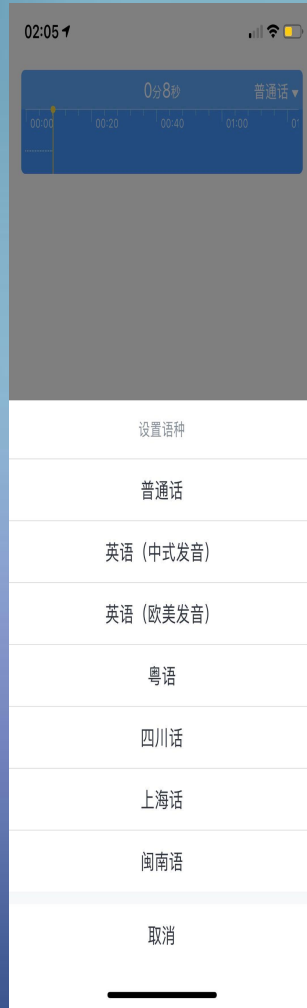 02:05
0分8秒 普通话
00:00 00:20 00:40 01:00 0
设置语种
普通话
英语（中式发音）
英语（欧美发音）
粤语
四川话
上海话
闽南语
取消